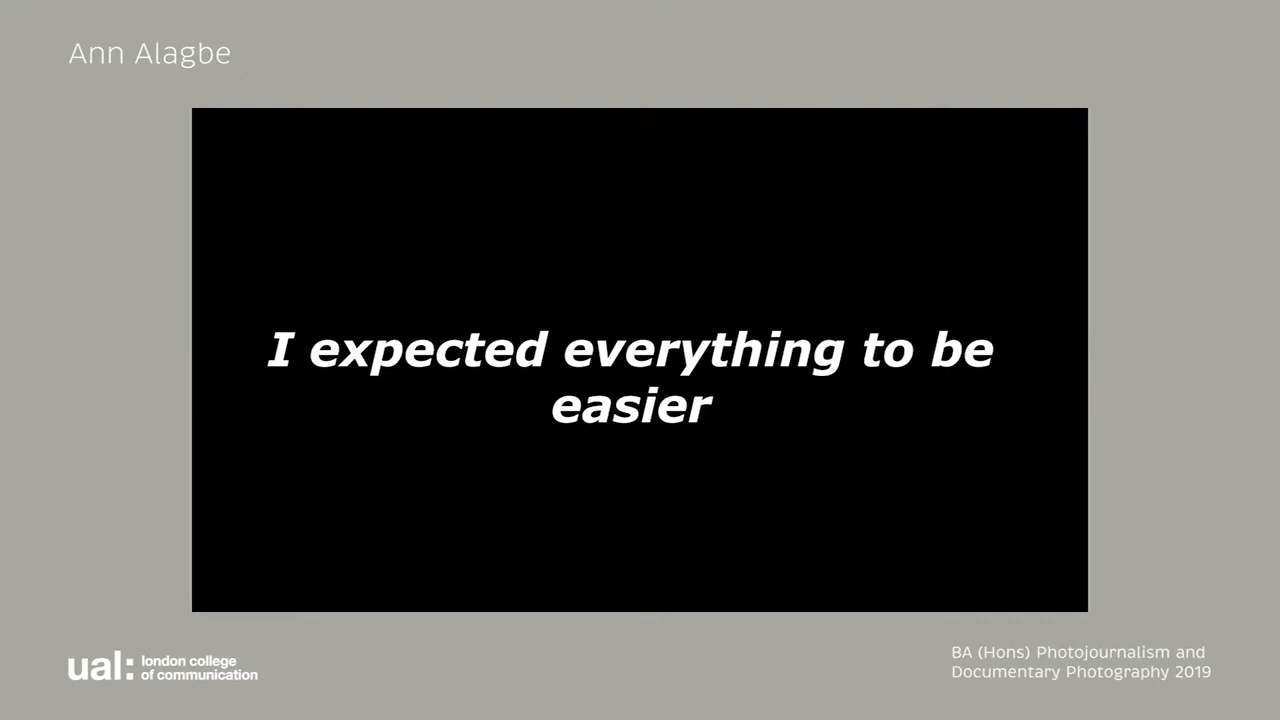 Ann Alagbe
I expected everything to be
easier
ual: london college
of communication
BA (Hons) Photojournalism and
Documentary Photography 2019